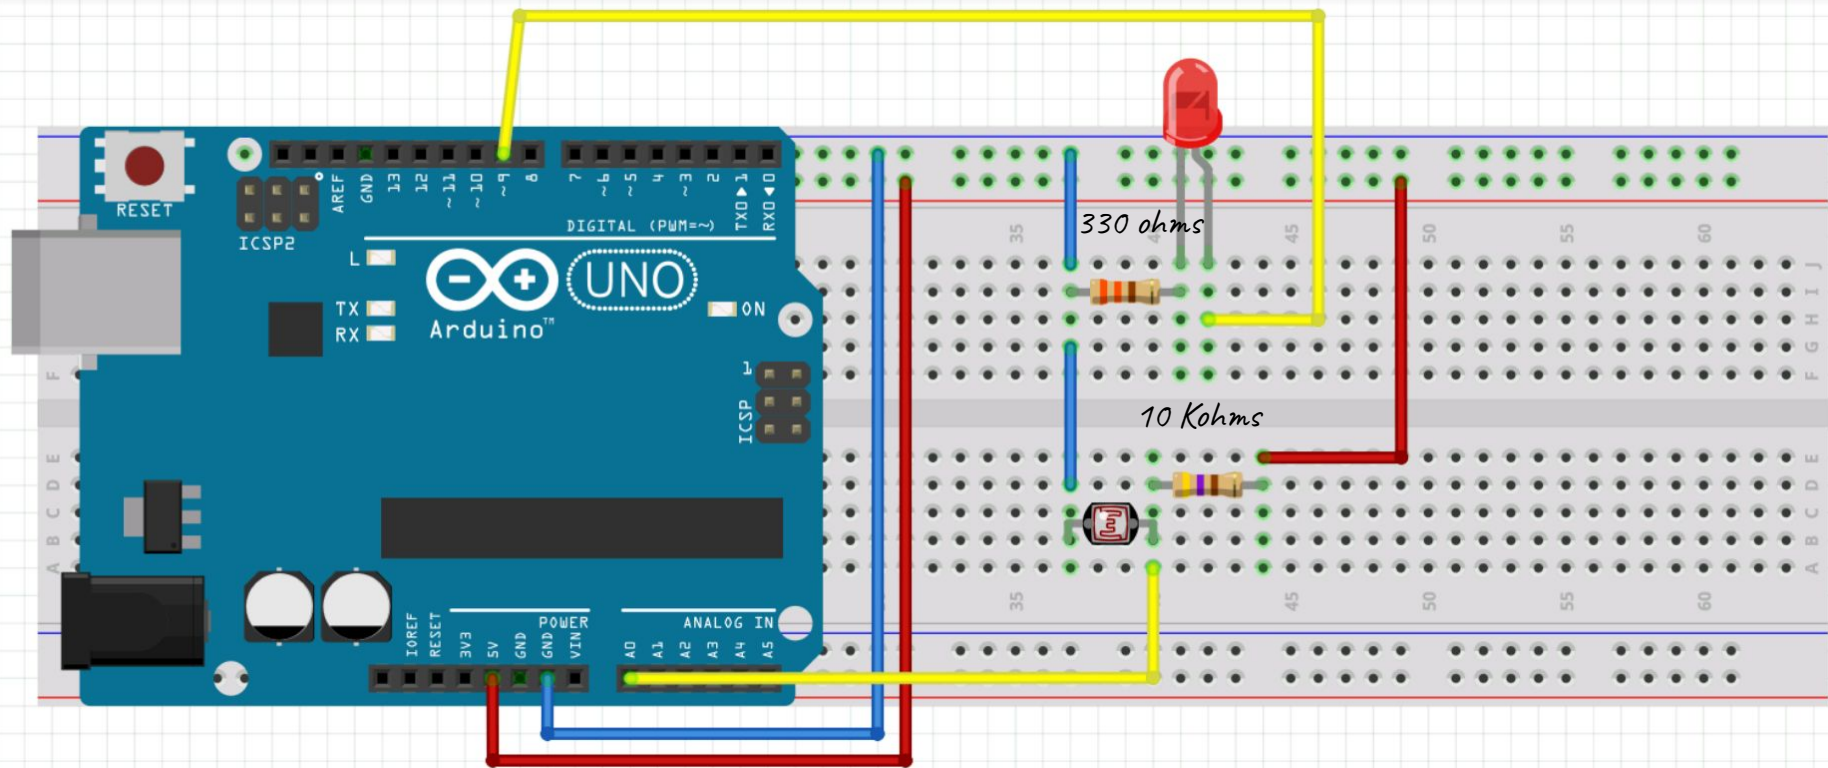 RESET
ICSP2
AREF
GND
13
12
~11
~10
~9
8
7
~6
~5
4
~3
2
TX0▶1
RX0◀0
DIGITAL (PWM=~)
L
TX
RX
UNO
Arduino™
ON
1
ICSP
IOREF
RESET
3V3
5V
GND
GND
VIN
POWER
ANALOG IN
A0
A1
A2
A3
A4
A5
330 ohms
10 Kohms
35
45
50
55
60
J
I
H
G
F
F
E
D
C
B
A
E
D
C
B
A
35
45
50
55
60